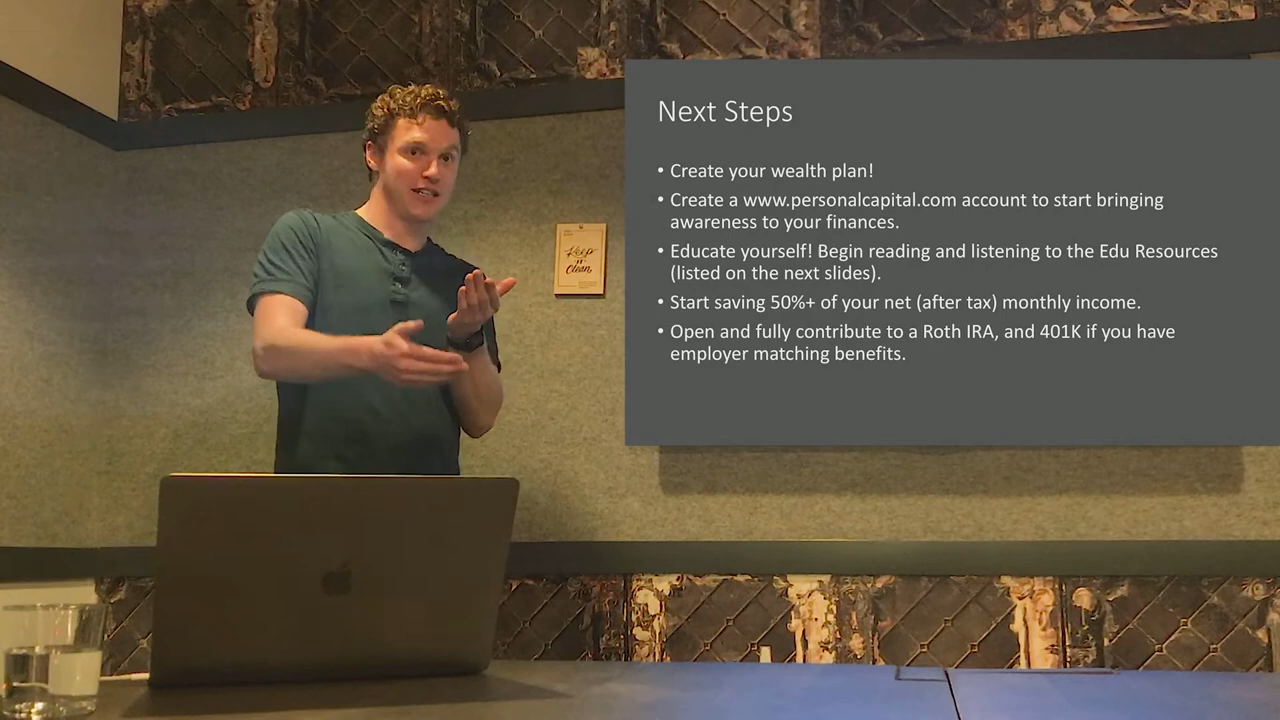 Next Steps
• Create your wealth plan!
• Create a www.personalcapital.com account to start bringing
awareness to your finances.
• Educate yourself! Begin reading and listening to the Edu Resources
(listed on the next slides).
• Start saving 50%+ of your net (after tax) monthly income.
• Open and fully contribute to a Roth IRA, and 401K if you have
employer matching benefits.
Keep
IT
Clean